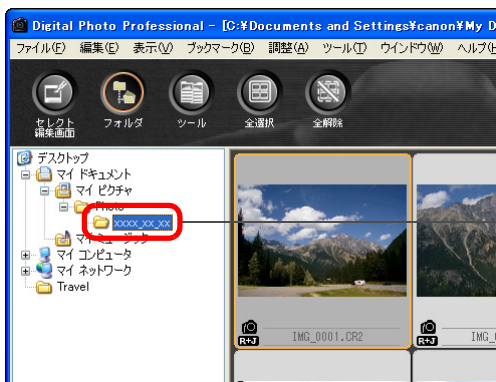 Digital Photo Professional - [C:¥Documents and Settings¥canon¥My D
ファイル(F) 編集(E) 表示(V) ブックマーク(B) 調整(A) ツール(T) ウインドウ(W) ヘルプ(H
セレクト編集画面 フォルダ ツール 全選択 全解除
デスクトップ
マイ ドキュメント
マイ ピクチャ
Photo
xxxx_xx_xx
マイ ミュージック
マイ コンピュータ
マイ ネットワーク
Travel
R+J IMG_0001.CR2 R+J IMG_